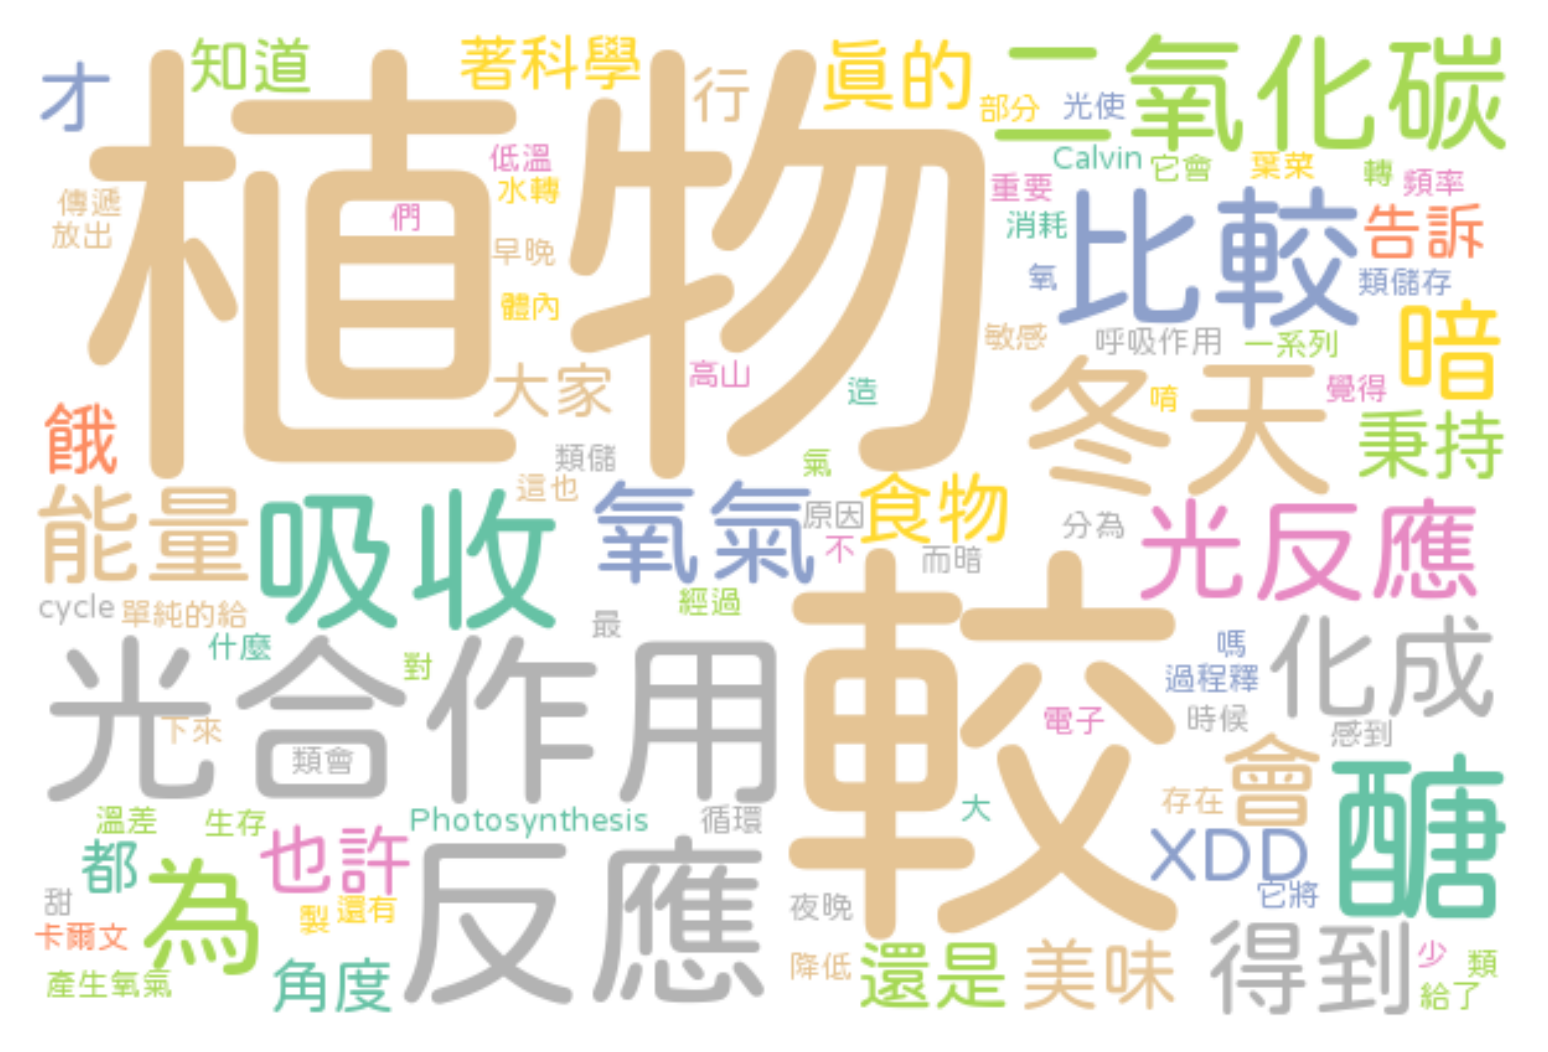 才
知道
植物
著科學
行
真的
二氧化碳
部分
光使
Calvin
它會
葉菜
轉
頻率
低溫
水轉
重要
傳遞
放出
們
早晚
消耗
比較
告訴
氧
類儲存
體內
敏感
呼吸作用
一系列
暗
大家
高山
造
冬天
唷
覺得
餓
秉持
類儲
氣
這也
能量
吸收
氧氣
原因
食物
不
而暗
分為
光反應
cycle
單純的給
經過
最
較
什麼
對
嗎
化成
光合作用
過程釋
下來
類會
電子
時候
感到
會
存在
醣
溫差
生存
Photosynthesis
循環
大
都
也許
反應
XDD
甜
為
製
還有
夜晚
它將
卡爾文
產生氧氣
角度
降低
還是
美味
得到
少
類
給了